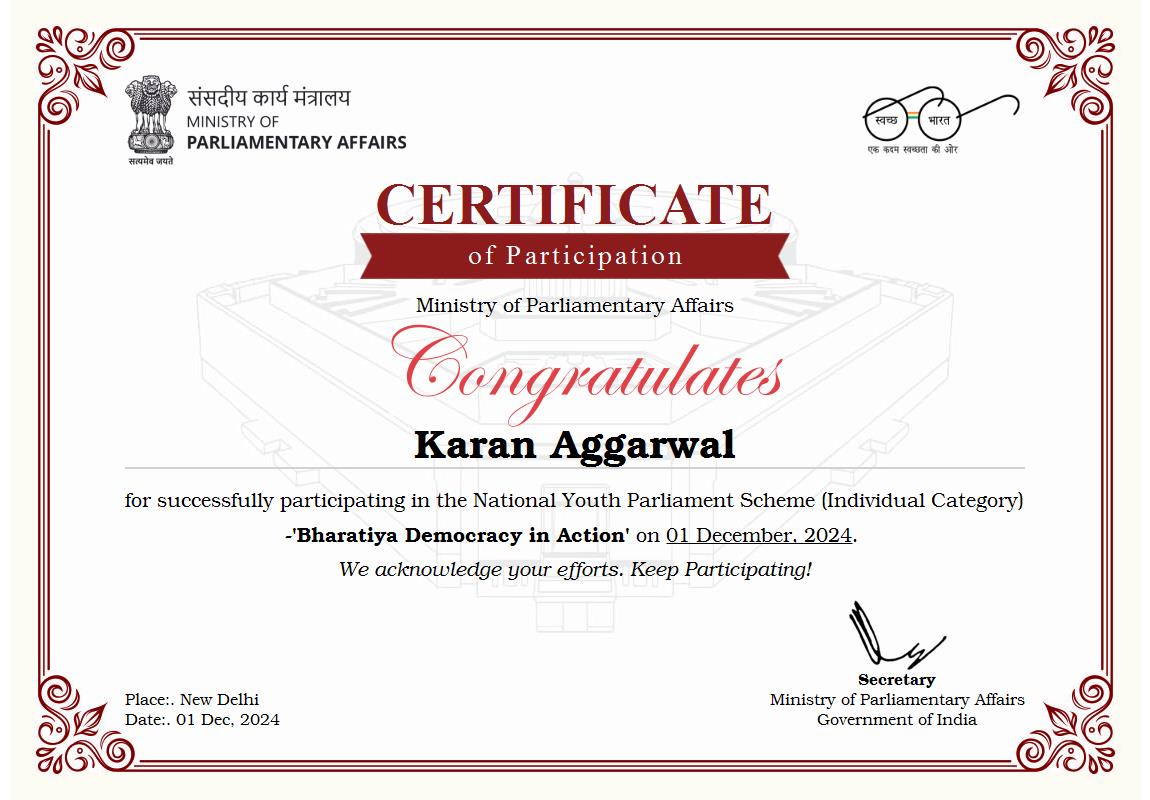 संसदीय कार्य मंत्रालय
MINISTRY OF
PARLIAMENTARY AFFAIRS
सत्यमेव जयते
स्वच्छ भारत
एक कदम स्वच्छता की ओर
CERTIFICATE
of Participation
Ministry of Parliamentary Affairs
Congratulates
Karan Aggarwal
for successfully participating in the National Youth Parliament Scheme (Individual Category)
-'Bharatiya Democracy in Action' on 01 December, 2024.
We acknowledge your efforts. Keep Participating!
Secretary
Ministry of Parliamentary Affairs
Government of India
Place:. New Delhi
Date:. 01 Dec, 2024